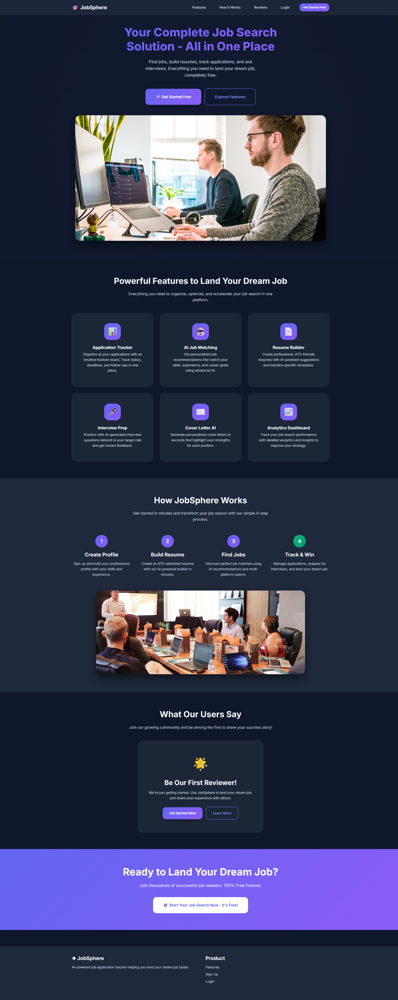 JobSphere
Features
How It Works
Reviews
Login
Get Started Free
Your Complete Job Search
Solution - All in One Place
Find jobs, build resumes, track applications, and ace
interviews. Everything you need to land your dream job,
completely free.
Get Started Free
Explore Features
Powerful Features to Land Your Dream Job
Everything you need to organize, optimize, and accelerate your job search in one
platform.
Application Tracker
Organize all your applications with an
intuitive Kanban board. Track status,
deadlines, and follow-ups in one
place.
AI Job Matching
Get personalized job
recommendations that match your
skills, experience, and career goals
using advanced AI.
Resume Builder
Create professional, ATS-friendly
resumes with AI-powered suggestions
and industry-specific templates.
Interview Prep
Practice with AI-generated interview
questions tailored to your target role
and get instant feedback.
Cover Letter AI
Generate personalized cover letters in
seconds that highlight your strengths
for each position.
Analytics Dashboard
Track your job search performance
with detailed analytics and insights to
improve your strategy.
How JobSphere Works
Get started in minutes and transform your job search with our simple 4-step
process.
1
Create Profile
Sign up and build your professional
profile with your skills and
experience.
2
Build Resume
Create an ATS-optimized resume
with our AI-powered builder in
minutes.
3
Find Jobs
Discover perfect job matches using
AI recommendations and multi-
platform search.
4
Track & Win
Manage applications, prepare for
interviews, and land your dream job.
What Our Users Say
Join our growing community and be among the first to share your success story!
Be Our First Reviewer!
We're just getting started. Use JobSphere to land your dream job,
and share your experience with others.
Get Started Now
Learn More
Ready to Land Your Dream Job?
Join thousands of successful job seekers. 100% Free Forever.
Start Your Job Search Now - It's Free!
◆ JobSphere
AI-powered job application tracker helping you land your dream job faster.
Product
Features
Sign Up
Login